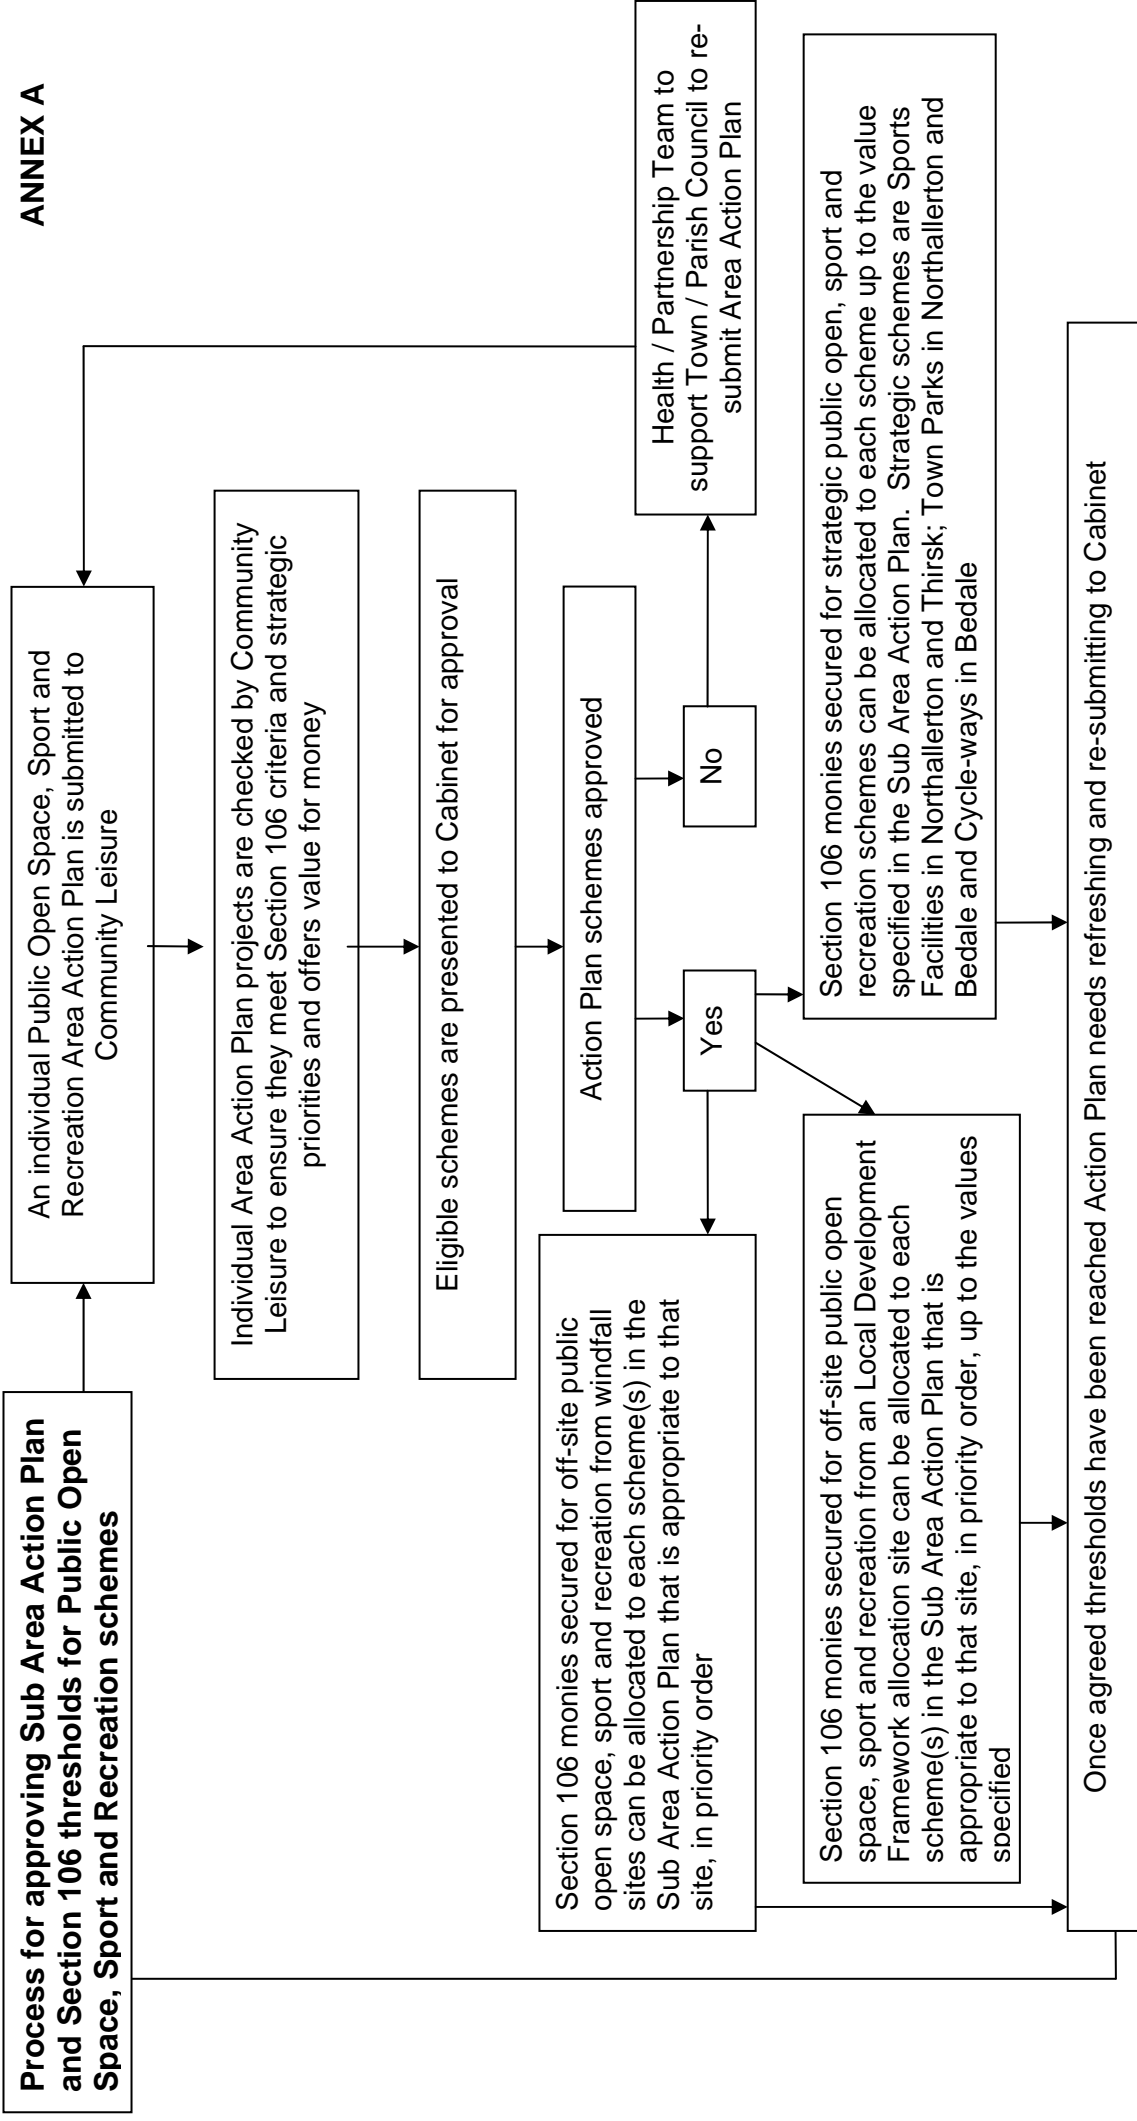 ANNEX A
Process for approving Sub Area Action Plan
and Section 106 thresholds for Public Open
Space, Sport and Recreation schemes
An individual Public Open Space, Sport and
Recreation Area Action Plan is submitted to
Community Leisure
Individual Area Action Plan projects are checked by Community
Leisure to ensure they meet Section 106 criteria and strategic
priorities and offers value for money
Eligible schemes are presented to Cabinet for approval
Action Plan schemes approved
Yes
No
Health / Partnership Team to
support Town / Parish Council to re-
submit Area Action Plan
Section 106 monies secured for off-site public
open space, sport and recreation from windfall
sites can be allocated to each scheme(s) in the
Sub Area Action Plan that is appropriate to that
site, in priority order
Section 106 monies secured for off-site public open
space, sport and recreation from an Local Development
Framework allocation site can be allocated to each
scheme(s) in the Sub Area Action Plan that is
appropriate to that site, in priority order, up to the values
specified
Section 106 monies secured for strategic public open, sport and
recreation schemes can be allocated to each scheme up to the value
specified in the Sub Area Action Plan.  Strategic schemes are Sports
Facilities in Northallerton and Thirsk; Town Parks in Northallerton and
Bedale and Cycle-ways in Bedale
Once agreed thresholds have been reached Action Plan needs refreshing and re-submitting to Cabinet